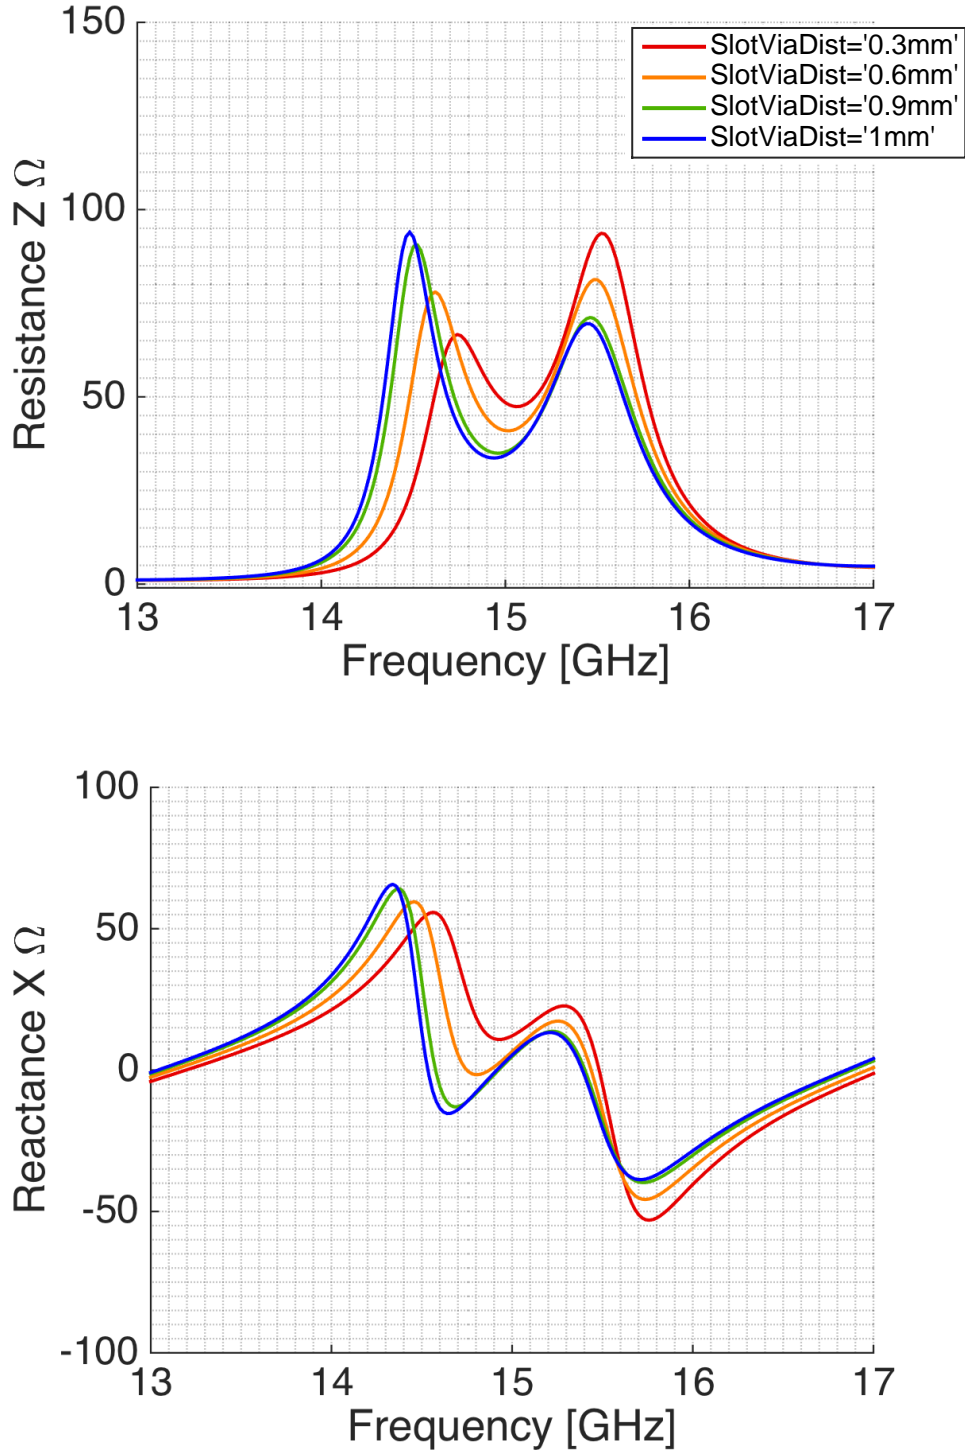 150
SlotViaDist='0.3mm'
SlotViaDist='0.6mm'
SlotViaDist='0.9mm'
SlotViaDist='1mm'
100
50
0
Resistance Z Ω
13 14 15 16 17
Frequency [GHz]
100
50
0
-50
-100
Reactance X Ω
13 14 15 16 17
Frequency [GHz]